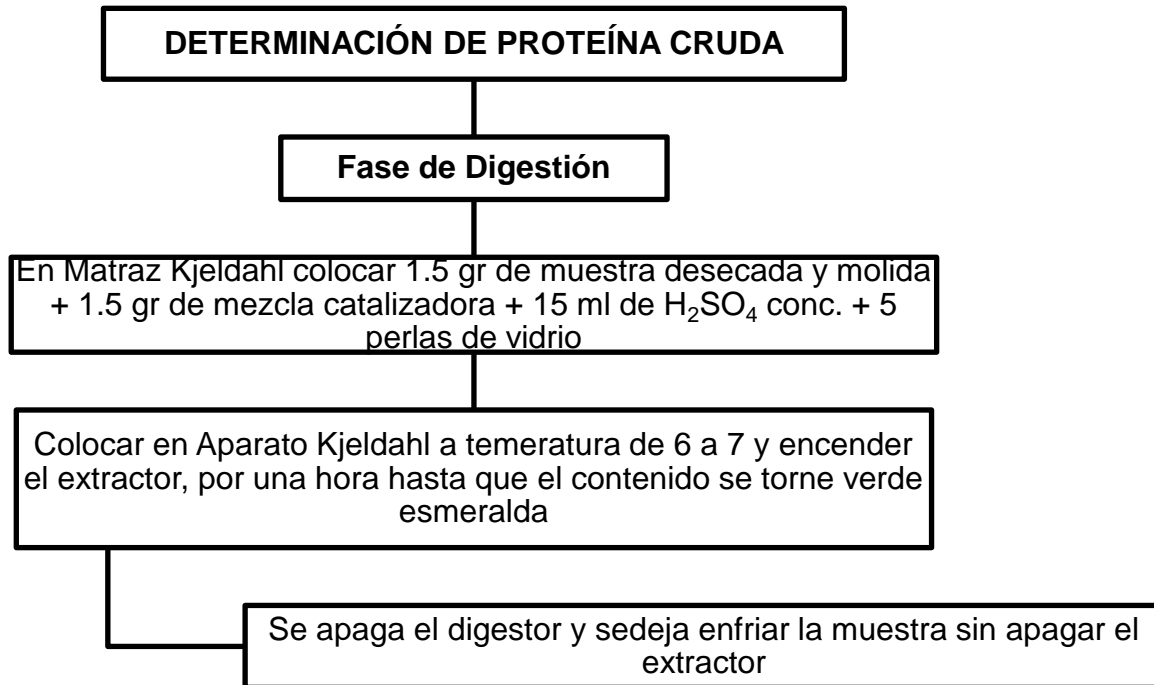 DETERMINACIÓN DE PROTEÍNA CRUDA
Fase de Digestión
En Matraz Kjeldahl colocar 1.5 gr de muestra desecada y molida
+ 1.5 gr de mezcla catalizadora + 15 ml de H₂SO₄ conc. + 5
perlas de vidrio
Colocar en Aparato Kjeldahl a temeratura de 6 a 7 y encender
el extractor, por una hora hasta que el contenido se torne verde
esmeralda
Se apaga el digestor y sedeja enfriar la muestra sin apagar el
extractor